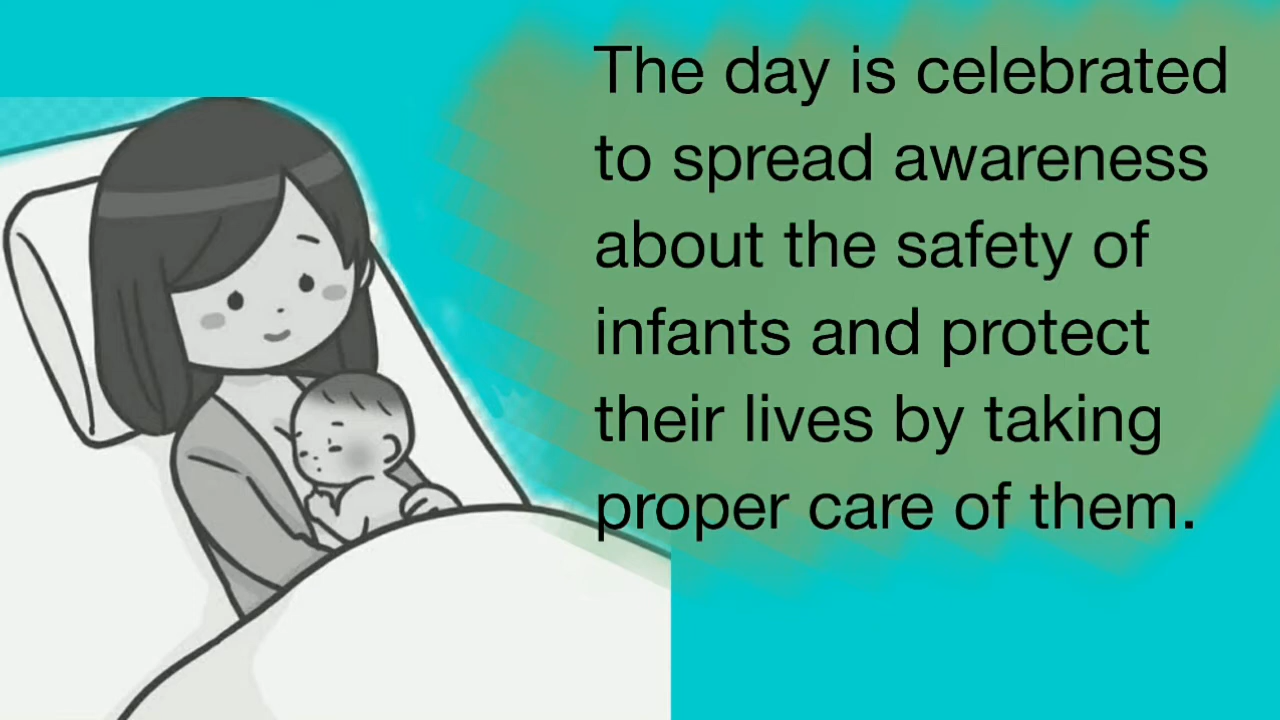 The day is celebrated
to spread awareness
about the safety of
infants and protect
their lives by taking
proper care of them.